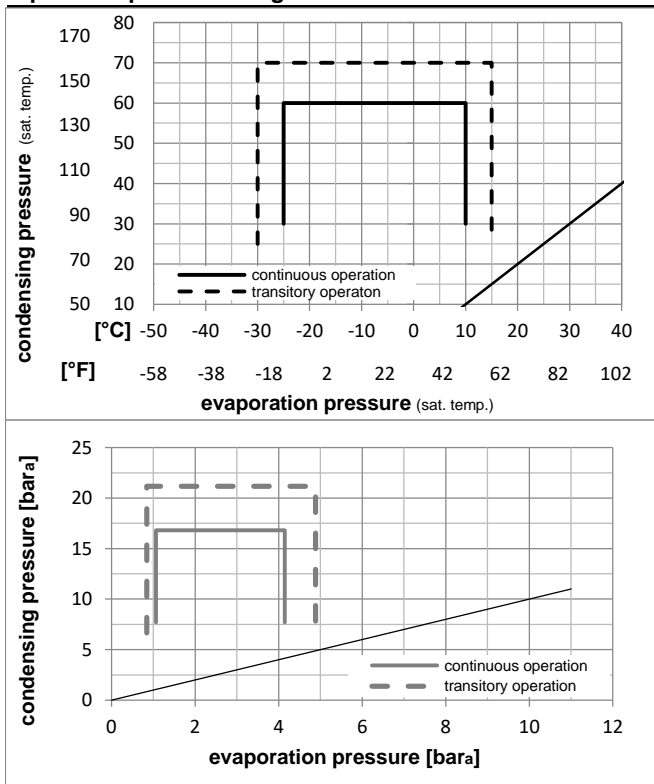 170 80
150 70
60
130
50
110
40
90
30
70
20
50 10
condensing pressure (sat. temp.)
continuous operation
transitory operaton
[°C] -50 -40 -30 -20 -10 0 10 20 30 40
[°F] -58 -38 -18 2 22 42 62 82 102
evaporation pressure (sat. temp.)
25
20
15
10
5
0
condensing pressure [bara]
continuous operation
transitory operation
0 2 4 6 8 10 12
evaporation pressure [bara]